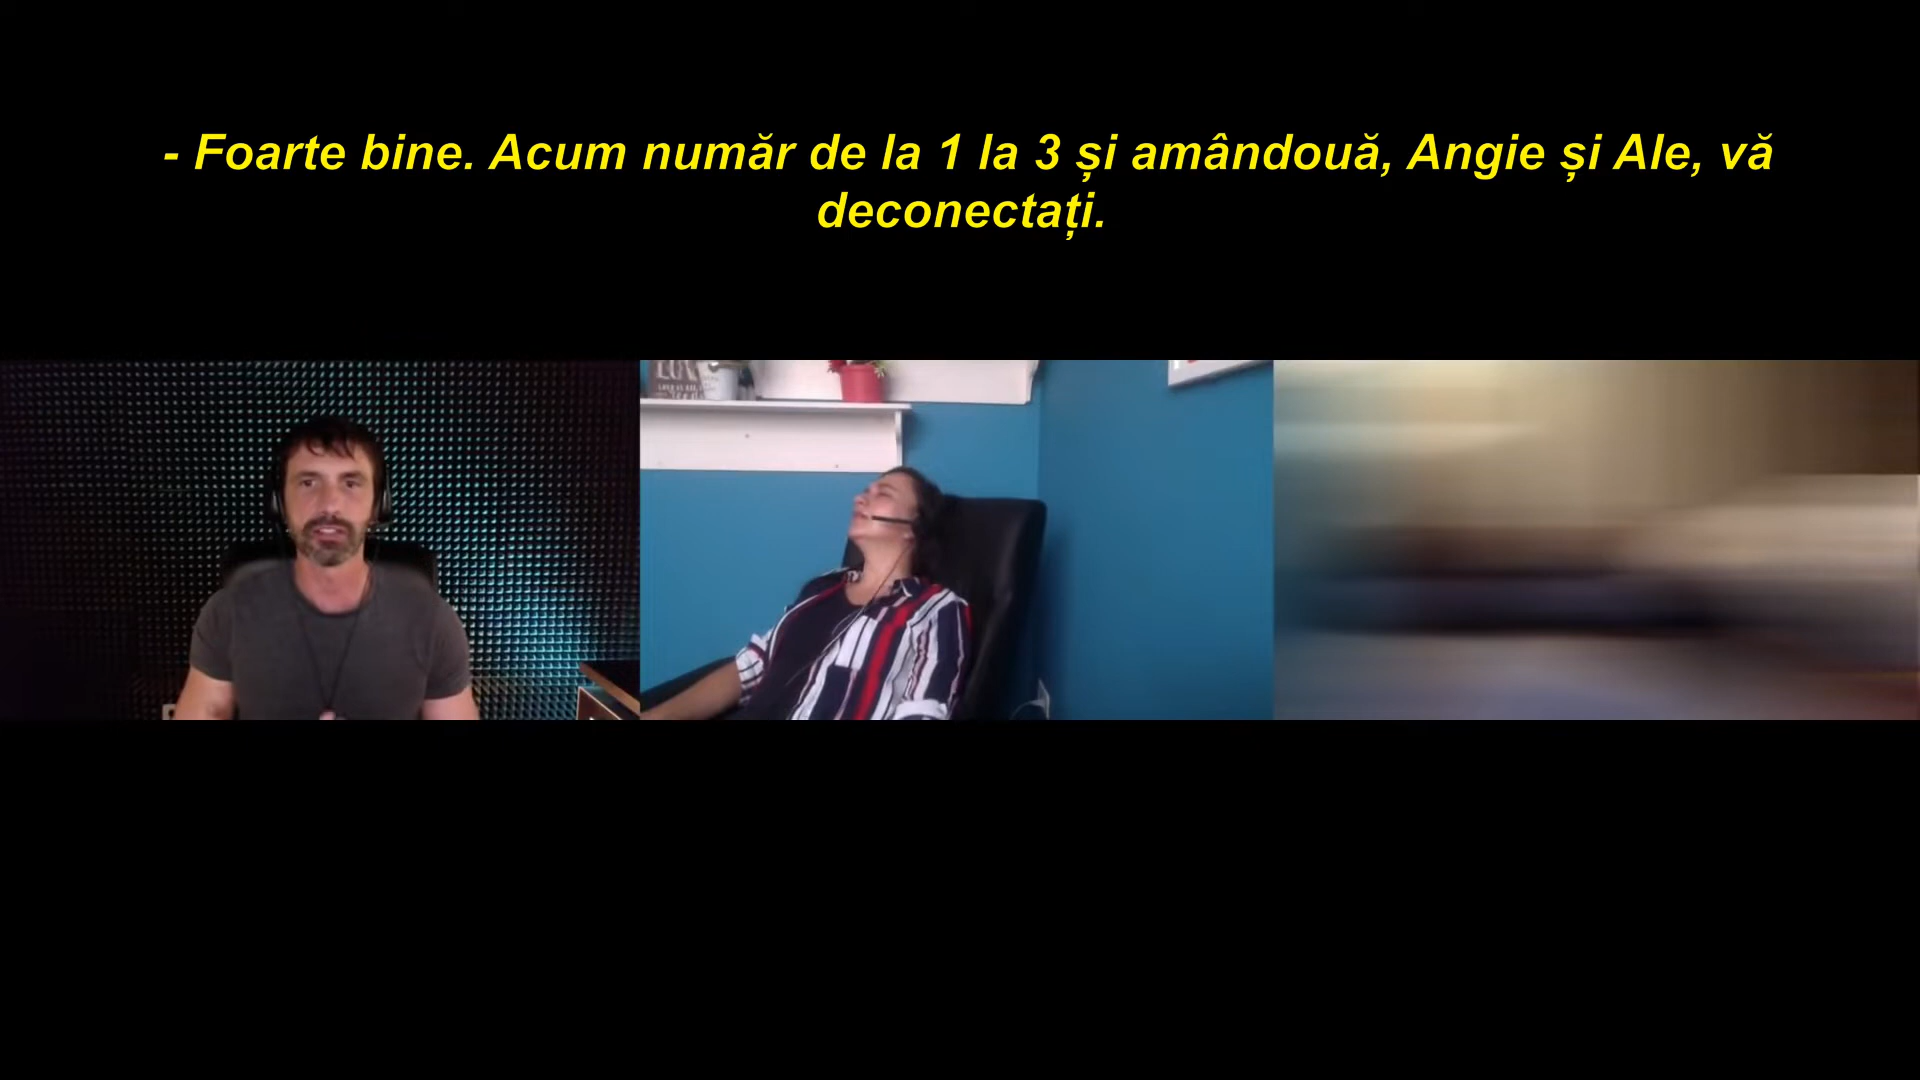 - Foarte bine. Acum număr de la 1 la 3 și amândouă, Angie și Ale, vă
deconectați.